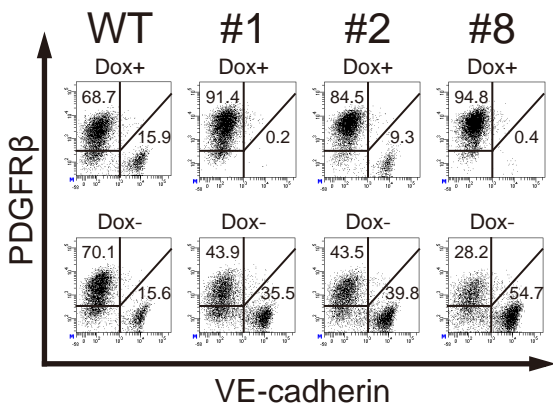 WT #1 #2 #8
Dox+ Dox+ Dox+ Dox+
68.7 91.4 84.5 94.8
15.9 0.2 9.3 0.4
Dox- Dox- Dox- Dox-
70.1 43.9 43.5 28.2
15.6 35.5 39.8 54.7
PDGFRβ
VE-cadherin